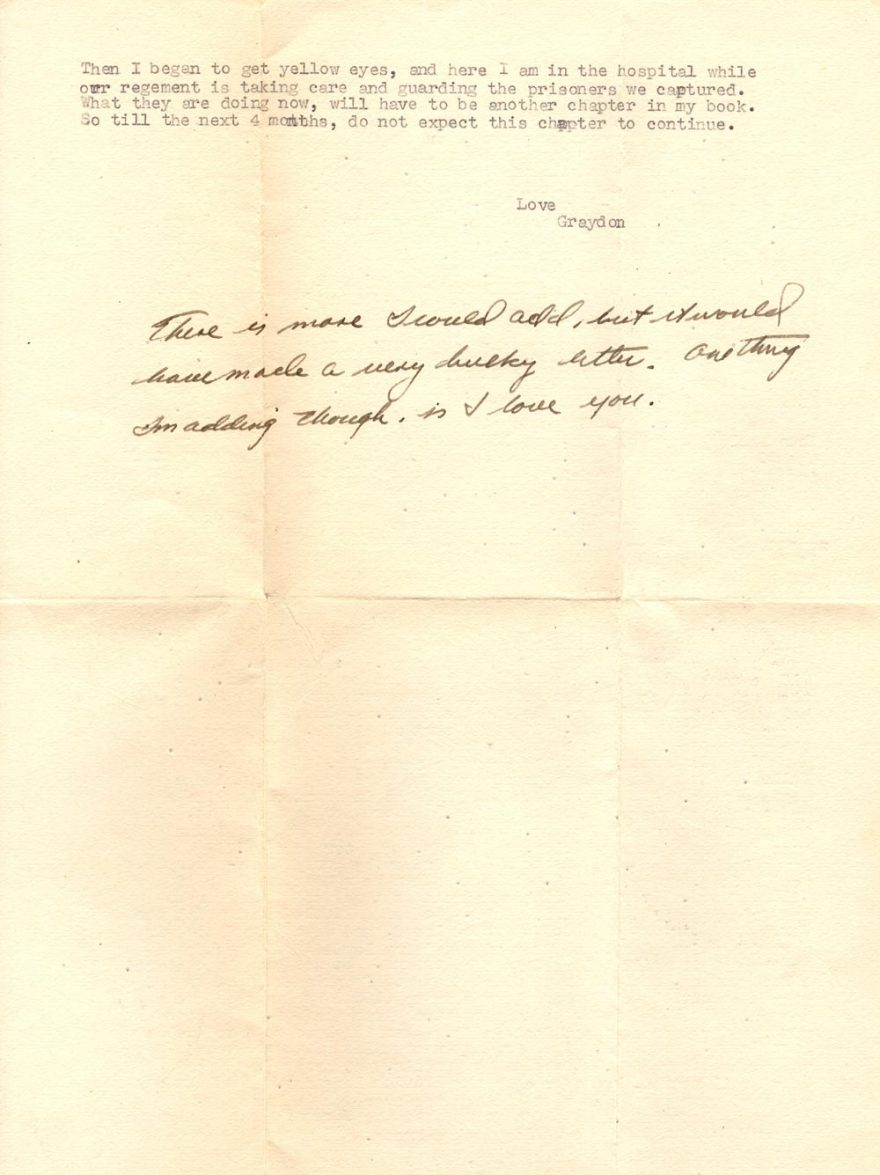 Then I began to get yellow eyes, and here I am in the hospital while
our regement is taking care and guarding the prisoners we captured.
What they are doing now, will have to be another chapter in my book.
So till the next 4 months, do not expect this chapter to continue.
Love
Graydon
There is more I would add, but it would
have made a very bulky letter. One thing
I'm adding though, is I love you.